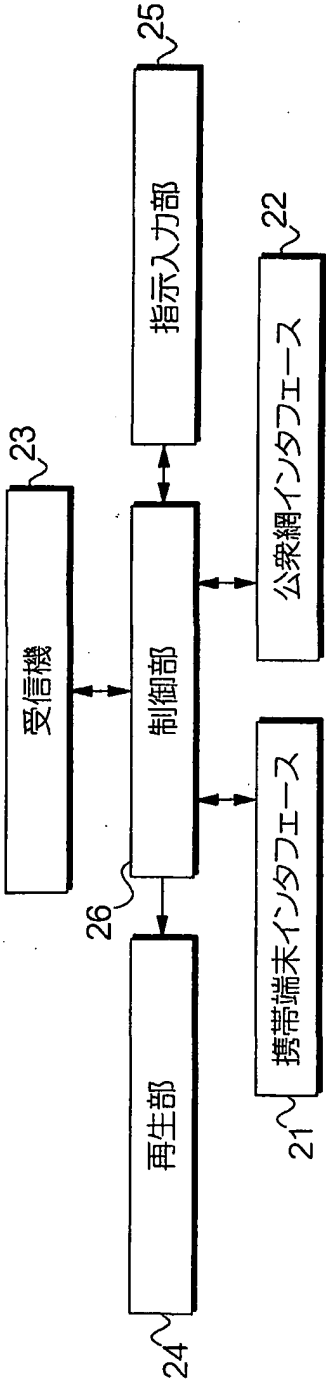 23
受信機
25
指示入力部
26
制御部
24
再生部
22
公衆網インタフェース
21
携帯端末インタフェース